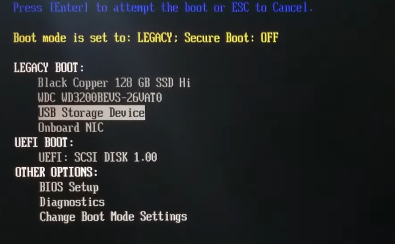 Press [Enter] to attempt the boot or ESC to Cancel.
Boot mode is set to: LEGACY; Secure Boot: OFF
LEGACY BOOT:
Black Copper 128 GB SSD Hi
WDC WD3200BEVS-26VAT0
USB Storage Device
Onboard NIC
UEFI BOOT:
UEFI: SCSI DISK 1.00
OTHER OPTIONS:
BIOS Setup
Diagnostics
Change Boot Mode Settings